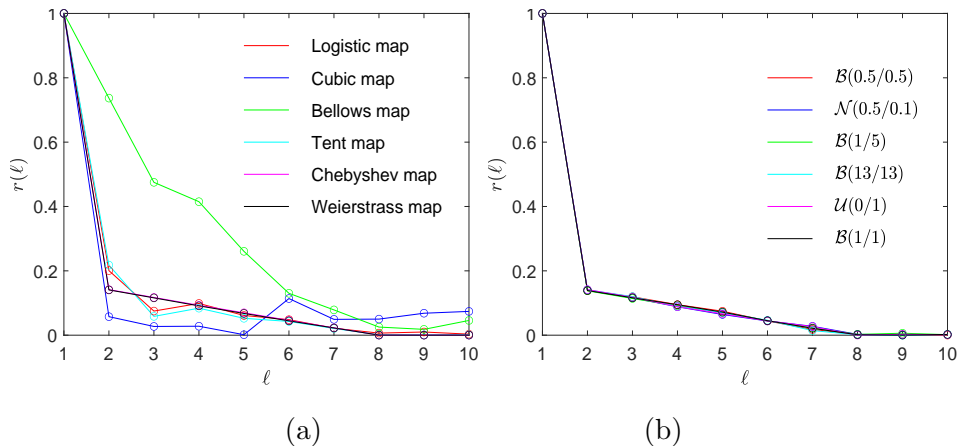 1
0.8
0.6
0.4
0.2
0
r(ℓ)
Logistic map
Cubic map
Bellows map
Tent map
Chebyshev map
Weierstrass map
1 2 3 4 5 6 7 8 9 10
ℓ
(a)
1
0.8
0.6
0.4
0.2
0
r(ℓ)
ℬ(0.5/0.5)
𝒩(0.5/0.1)
ℬ(1/5)
ℬ(13/13)
𝒰(0/1)
ℬ(1/1)
1 2 3 4 5 6 7 8 9 10
ℓ
(b)